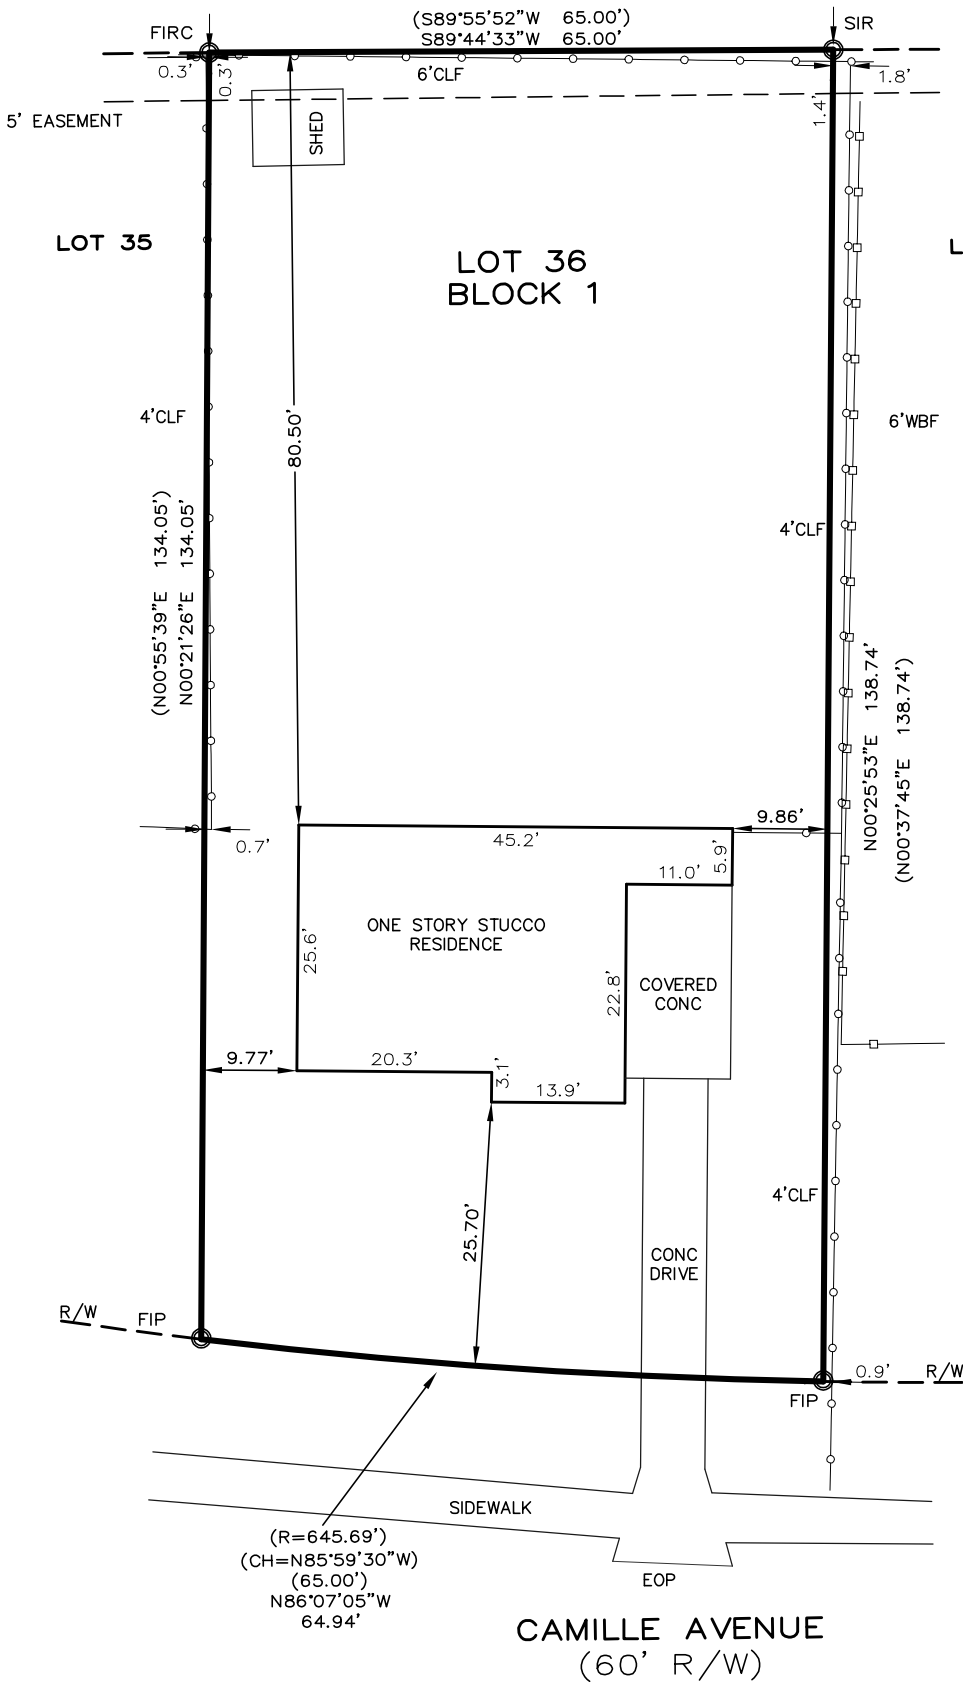 (S89°55'52"W 65.00')
S89°44'33"W 65.00'
FIRC
SIR
0.3'
0.3'
6'CLF
1.8'
1.4'
5' EASEMENT
SHED
LOT 35
LOT 36
BLOCK 1
L
4'CLF
80.50'
6'WBF
4'CLF
(N00°55'39"E 134.05')
N00°21'26"E 134.05'
N00°25'53"E 138.74'
(N00°37'45"E 138.74')
9.86'
0.7'
45.2'
5.9'
11.0'
ONE STORY STUCCO
RESIDENCE
25.6'
22.8'
COVERED
CONC
9.77'
20.3'
3.1'
13.9'
4'CLF
25.70'
CONC
DRIVE
R/W
FIP
0.9'
R/W
FIP
SIDEWALK
(R=645.69')
(CH=N85°59'30"W)
(65.00')
N86°07'05"W
64.94'
EOP
CAMILLE AVENUE
(60' R/W)